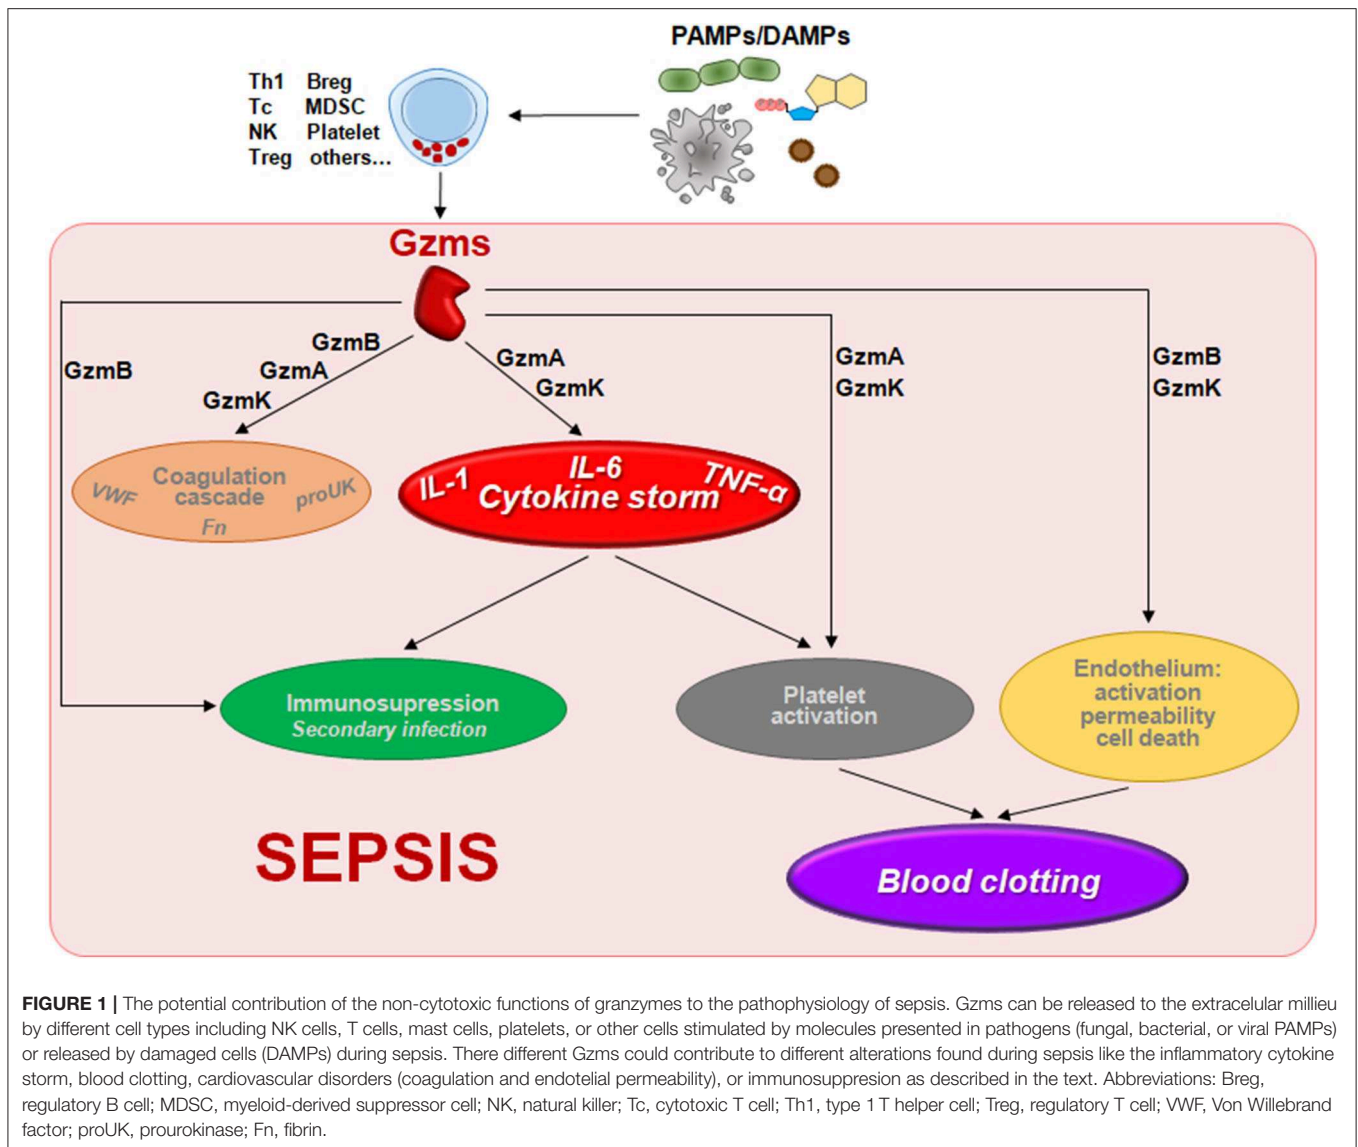 PAMPs/DAMPs
Th1 Breg
Tc MDSC
NK Platelet
Treg others...
Gzms
GzmB
GzmB
GzmA
GzmK
GzmA
GzmK
GzmA
GzmK
GzmB
GzmK
Coagulation
cascade
VWF
proUK
Fn
IL-1
IL-6
TNF-α
Cytokine storm
Immunosupression
Secondary infection
Platelet
activation
Endothelium:
activation
permeability
cell death
SEPSIS
Blood clotting
FIGURE 1 | The potential contribution of the non-cytotoxic functions of granzymes to the pathophysiology of sepsis. Gzms can be released to the extracelular millieu
by different cell types including NK cells, T cells, mast cells, platelets, or other cells stimulated by molecules presented in pathogens (fungal, bacterial, or viral PAMPs)
or released by damaged cells (DAMPs) during sepsis. There different Gzms could contribute to different alterations found during sepsis like the inflammatory cytokine
storm, blood clotting, cardiovascular disorders (coagulation and endotelial permeability), or immunosuppresion as described in the text. Abbreviations: Breg,
regulatory B cell; MDSC, myeloid-derived suppressor cell; NK, natural killer; Tc, cytotoxic T cell; Th1, type 1 T helper cell; Treg, regulatory T cell; VWF, Von Willebrand
factor; proUK, prourokinase; Fn, fibrin.